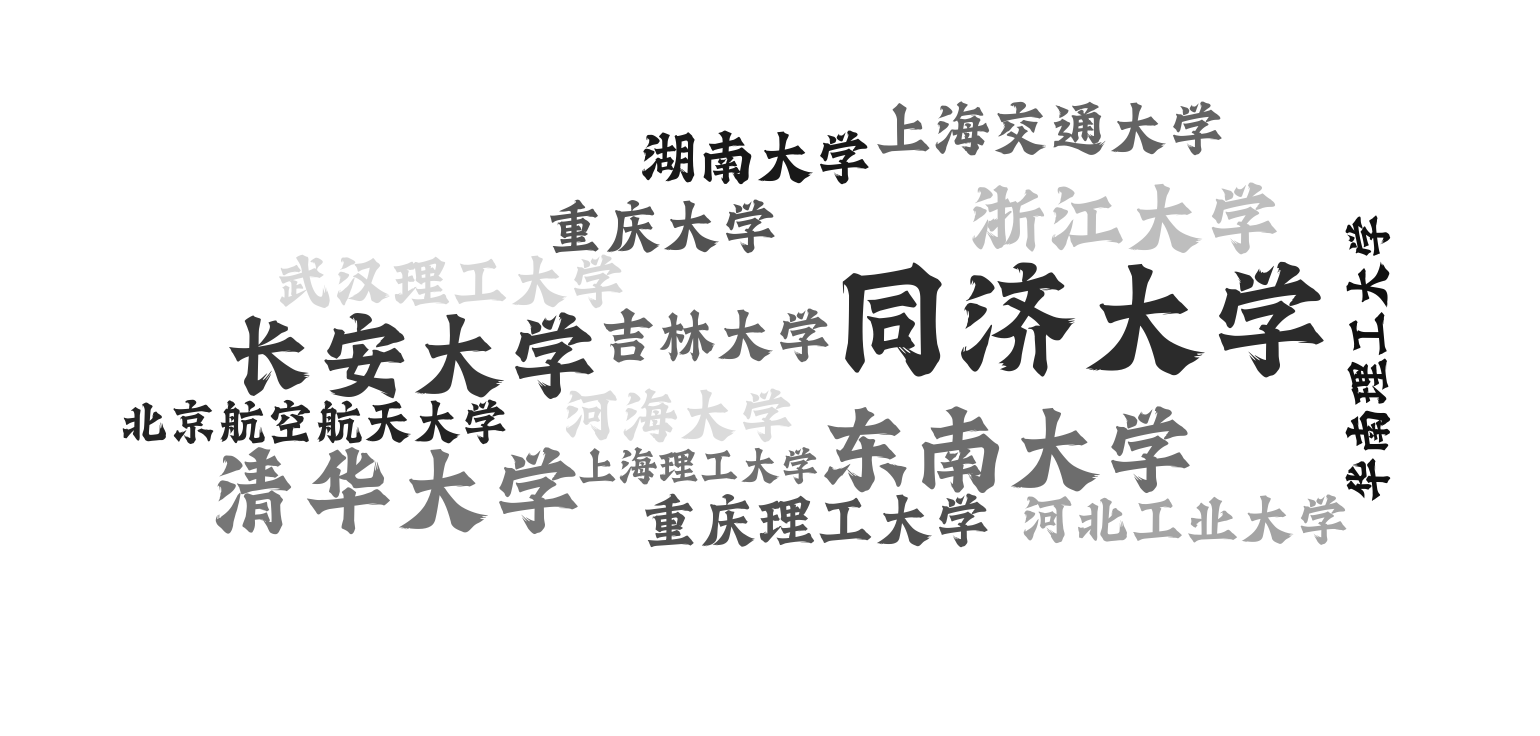 上海交通大学
湖南大学
浙江大学
重庆大学
武汉理工大学
同济大学
华南理工大学
长安大学
吉林大学
河海大学
北京航空航天大学
东南大学
清华大学
上海理工大学
重庆理工大学
河北工业大学